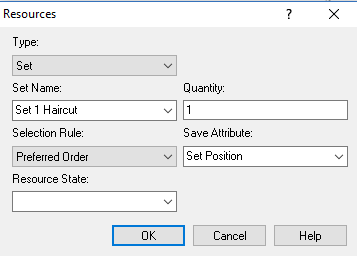 Resources
?
Type:
Set
Set Name:
Quantity:
Set 1 Haircut
1
Selection Rule:
Save Attribute:
Preferred Order
Set Position
Resource State:
OK
Cancel
Help